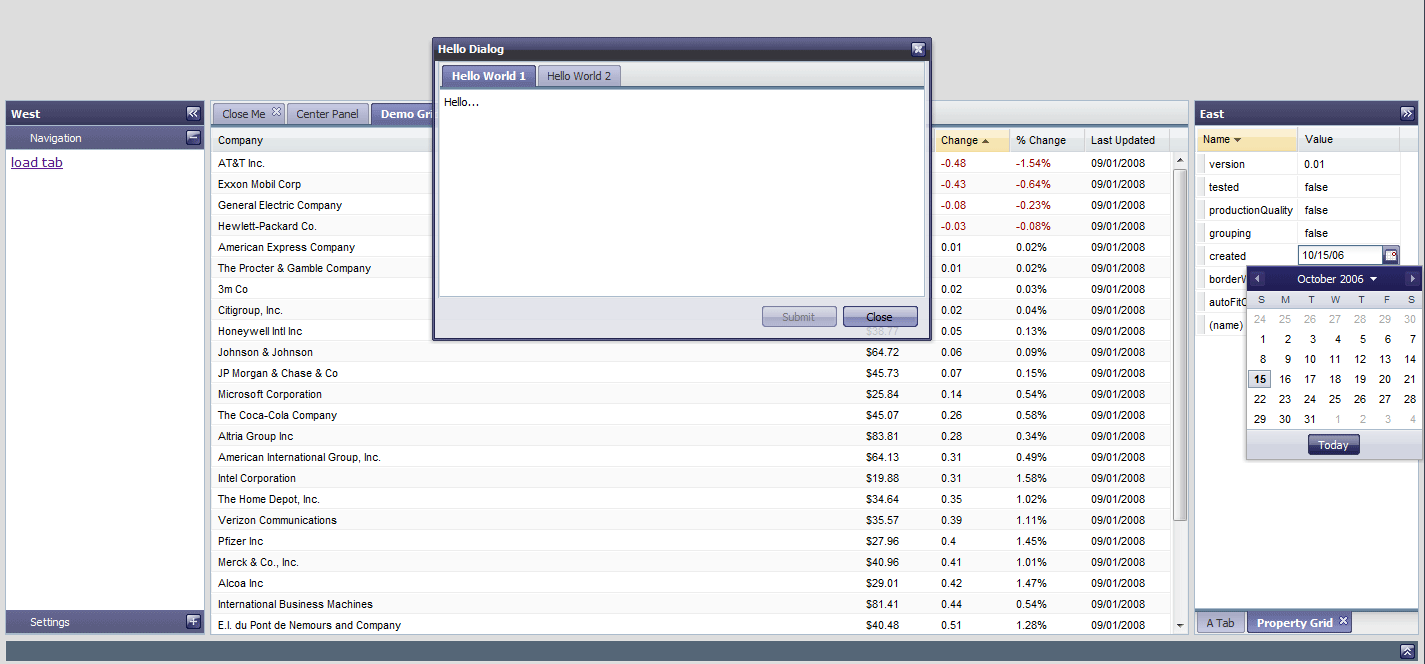 Hello Dialog
Hello World 1 Hello World 2
Hello...
Submit Close
West
Navigation
load tab
Settings
Close Me Center Panel Demo Gri
Company Change % Change Last Updated
AT&T Inc. -0.48 -1.54% 09/01/2008
Exxon Mobil Corp -0.43 -0.64% 09/01/2008
General Electric Company -0.08 -0.23% 09/01/2008
Hewlett-Packard Co. -0.03 -0.08% 09/01/2008
American Express Company 0.01 0.02% 09/01/2008
The Procter & Gamble Company 0.01 0.02% 09/01/2008
3m Co 0.02 0.03% 09/01/2008
Citigroup, Inc. 0.02 0.04% 09/01/2008
Honeywell Intl Inc $38.77 0.05 0.13% 09/01/2008
Johnson & Johnson $64.72 0.06 0.09% 09/01/2008
JP Morgan & Chase & Co $45.73 0.07 0.15% 09/01/2008
Microsoft Corporation $25.84 0.14 0.54% 09/01/2008
The Coca-Cola Company $45.07 0.26 0.58% 09/01/2008
Altria Group Inc $83.81 0.28 0.34% 09/01/2008
American International Group, Inc. $64.13 0.31 0.49% 09/01/2008
Intel Corporation $19.88 0.31 1.58% 09/01/2008
The Home Depot, Inc. $34.64 0.35 1.02% 09/01/2008
Verizon Communications $35.57 0.39 1.11% 09/01/2008
Pfizer Inc $27.96 0.4 1.45% 09/01/2008
Merck & Co., Inc. $40.96 0.41 1.01% 09/01/2008
Alcoa Inc $29.01 0.42 1.47% 09/01/2008
International Business Machines $81.41 0.44 0.54% 09/01/2008
E.I. du Pont de Nemours and Company $40.48 0.51 1.28% 09/01/2008
East
Name Value
version 0.01
tested false
productionQuality false
grouping false
created 10/15/06
borderW
autoFitC
(name)
October 2006
S M T W T F S
24 25 26 27 28 29 30
1 2 3 4 5 6 7
8 9 10 11 12 13 14
15 16 17 18 19 20 21
22 23 24 25 26 27 28
29 30 31 1 2 3 4
Today
A Tab Property Grid